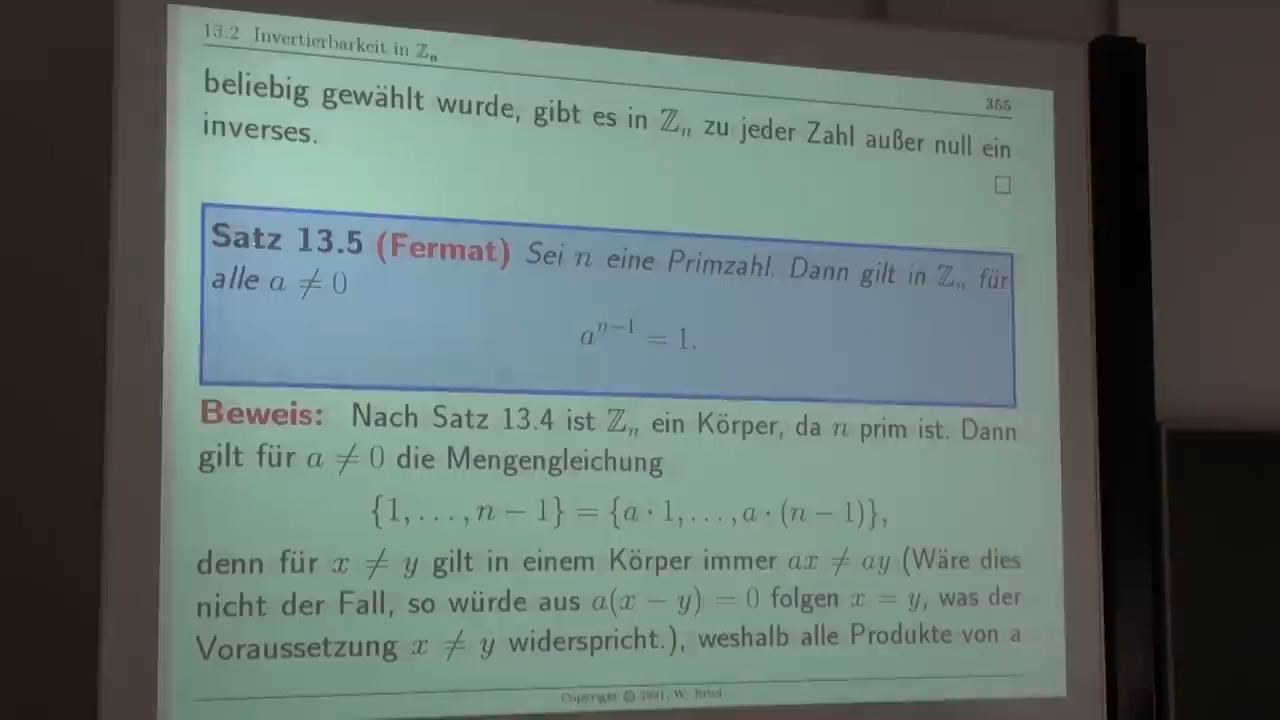 13.2 Invertierbarkeit in ℤₙ
355
beliebig gewählt wurde, gibt es in ℤₙ zu jeder Zahl außer null ein
inverses.
□
Satz 13.5 (Fermat) Sei n eine Primzahl. Dann gilt in ℤₙ für
alle a ≠ 0
aⁿ⁻¹ = 1.
Beweis: Nach Satz 13.4 ist ℤₙ ein Körper, da n prim ist. Dann
gilt für a ≠ 0 die Mengengleichung
{1, . . . , n − 1} = {a · 1, . . . , a · (n − 1)},
denn für x ≠ y gilt in einem Körper immer ax ≠ ay (Wäre dies
nicht der Fall, so würde aus a(x − y) = 0 folgen x = y, was der
Voraussetzung x ≠ y widerspricht.), weshalb alle Produkte von a
Copyright © 2001, W.